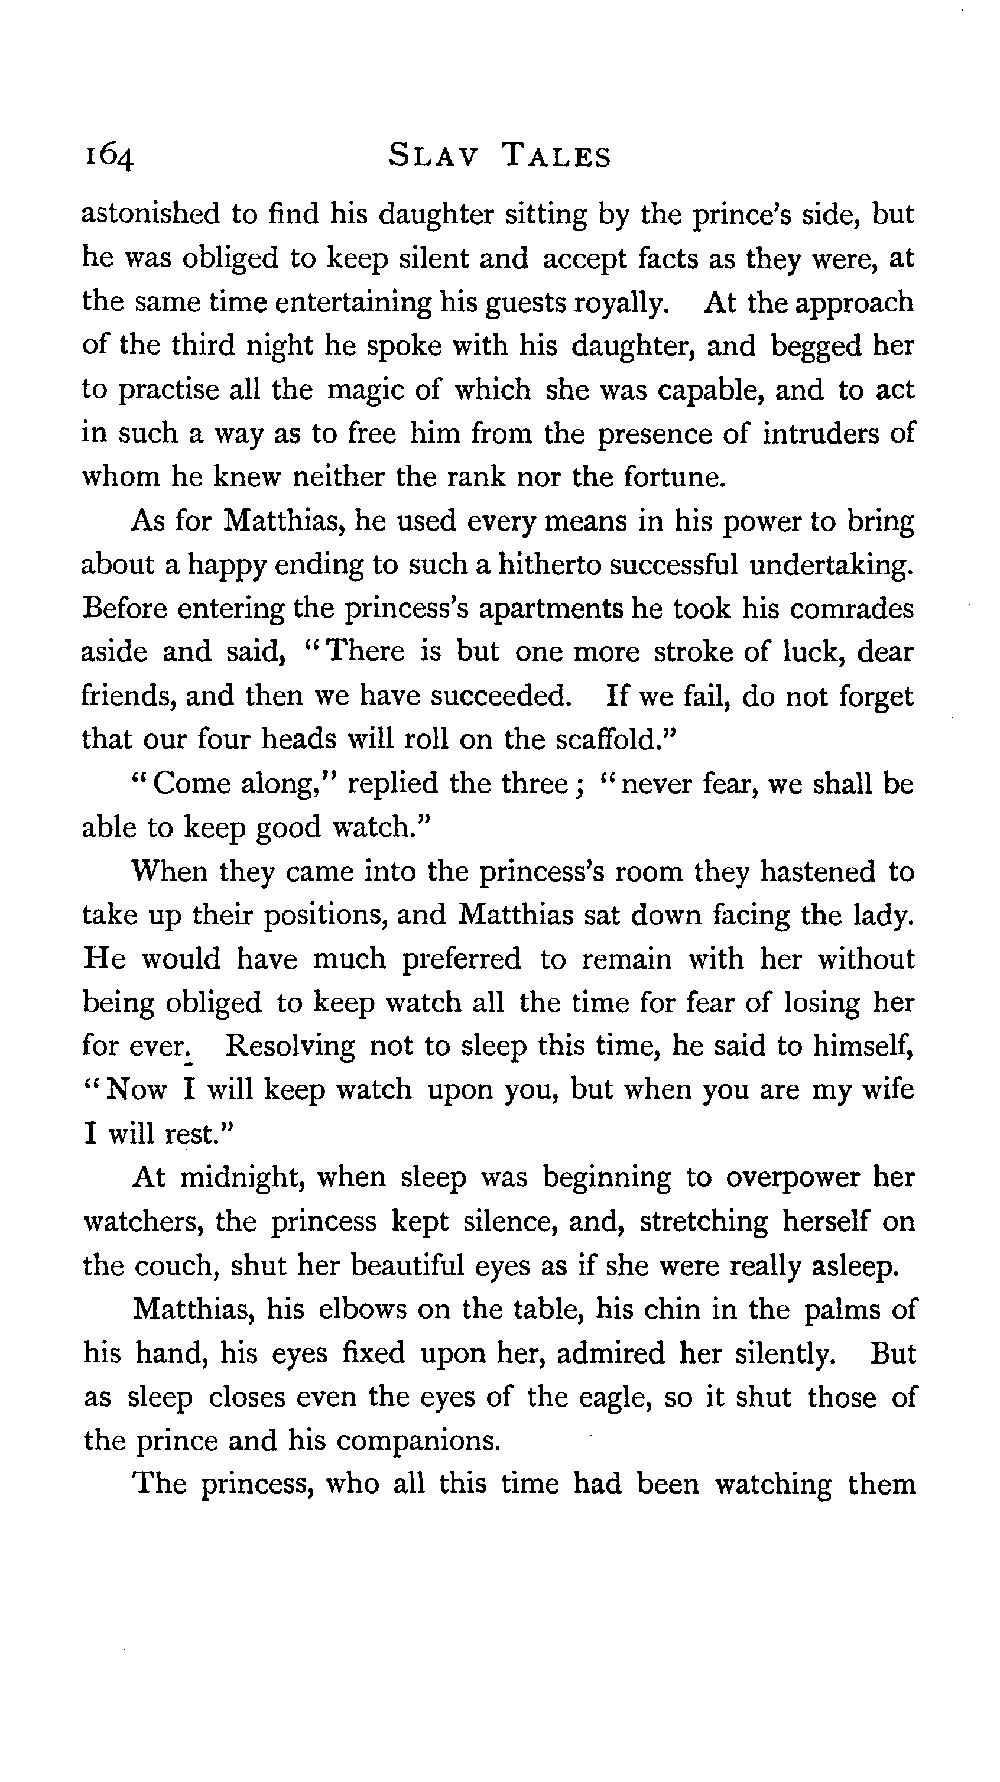 164 SLAV TALES
astonished to find his daughter sitting by the prince's side, but
he was obliged to keep silent and accept facts as they were, at
the same time entertaining his guests royally. At the approach
of the third night he spoke with his daughter, and begged her
to practise all the magic of which she was capable, and to act
in such a way as to free him from the presence of intruders of
whom he knew neither the rank nor the fortune.
As for Matthias, he used every means in his power to bring
about a happy ending to such a hitherto successful undertaking.
Before entering the princess's apartments he took his comrades
aside and said, "There is but one more stroke of luck, dear
friends, and then we have succeeded. If we fail, do not forget
that our four heads will roll on the scaffold."
"Come along," replied the three; "never fear, we shall be
able to keep good watch."
When they came into the princess's room they hastened to
take up their positions, and Matthias sat down facing the lady.
He would have much preferred to remain with her without
being obliged to keep watch all the time for fear of losing her
for ever. Resolving not to sleep this time, he said to himself,
"Now I will keep watch upon you, but when you are my wife
I will rest."
At midnight, when sleep was beginning to overpower her
watchers, the princess kept silence, and, stretching herself on
the couch, shut her beautiful eyes as if she were really asleep.
Matthias, his elbows on the table, his chin in the palms of
his hand, his eyes fixed upon her, admired her silently. But
as sleep closes even the eyes of the eagle, so it shut those of
the prince and his companions.
The princess, who all this time had been watching them